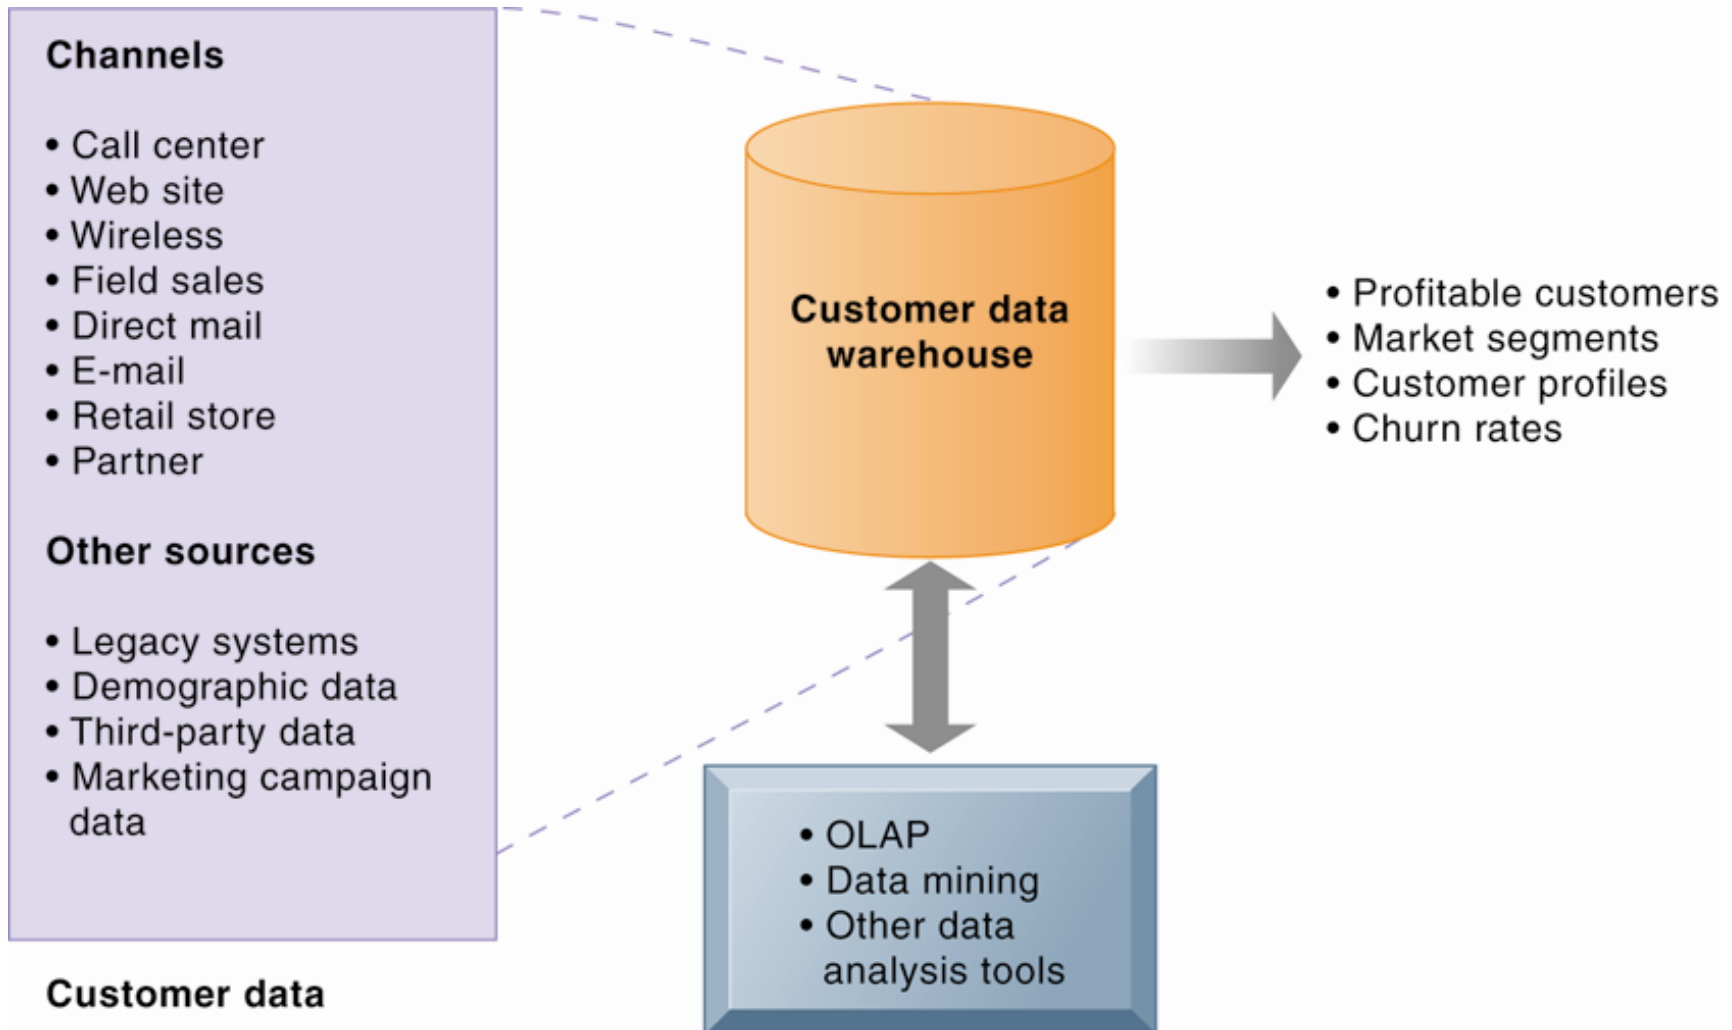 Channels
• Call center
• Web site
• Wireless
• Field sales
• Direct mail
• E-mail
• Retail store
• Partner
Other sources
• Legacy systems
• Demographic data
• Third-party data
• Marketing campaign
data
Customer data
Customer data
warehouse
• Profitable customers
• Market segments
• Customer profiles
• Churn rates
• OLAP
• Data mining
• Other data
analysis tools